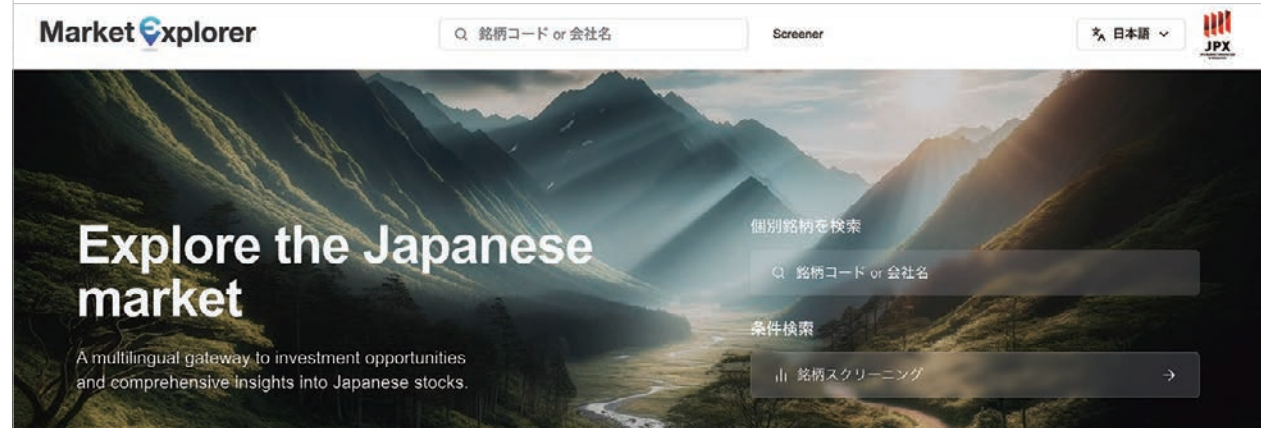 Market Explorer
銘柄コード or 会社名
Screener
日本語
JPX
Explore the Japanese
market
A multilingual gateway to investment opportunities
and comprehensive insights into Japanese stocks.
個別銘柄を検索
銘柄コード or 会社名
条件検索
銘柄スクリーニング